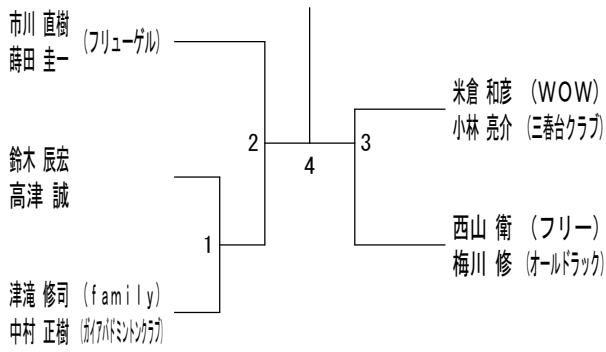 市川 直樹 (フリューゲル)
蒔田 圭一
鈴木 辰宏
高津 誠
津滝 修司 (family)
中村 正樹 (ガイアバドミントンクラブ)
1
2
4
3
米倉 和彦 (WOW)
小林 亮介 (三春台クラブ)
西山 衛 (フリー)
梅川 修 (オールドラック)